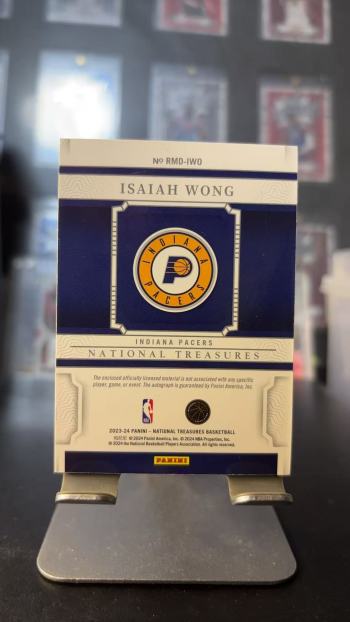 Nº RMD-IWO
ISAIAH WONG
INDIANA
P
PACERS
INDIANA PACERS
NATIONAL TREASURES
The enclosed officially licensed material is not associated with any specific
player, game, or event. The autograph is guaranteed by Panini America, Inc.
NBA
2023-24 PANINI – NATIONAL TREASURES BASKETBALL
© 2024 Panini America, Inc. © 2024 NBA Properties, Inc.
© 2024 the National Basketball Players Association. All rights reserved.
PANINI